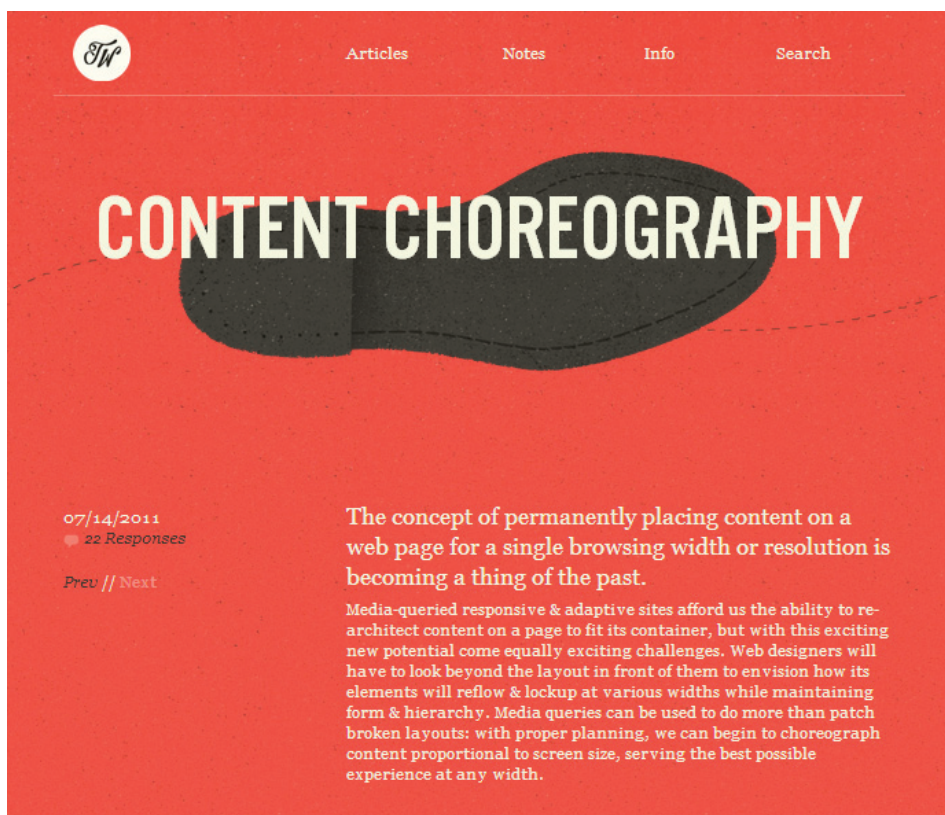 TW
Articles Notes Info Search
CONTENT CHOREOGRAPHY
07/14/2011
22 Responses
Prev // Next
The concept of permanently placing content on a
web page for a single browsing width or resolution is
becoming a thing of the past.
Media-queried responsive & adaptive sites afford us the ability to re-
architect content on a page to fit its container, but with this exciting
new potential come equally exciting challenges. Web designers will
have to look beyond the layout in front of them to envision how its
elements will reflow & lockup at various widths while maintaining
form & hierarchy. Media queries can be used to do more than patch
broken layouts: with proper planning, we can begin to choreograph
content proportional to screen size, serving the best possible
experience at any width.